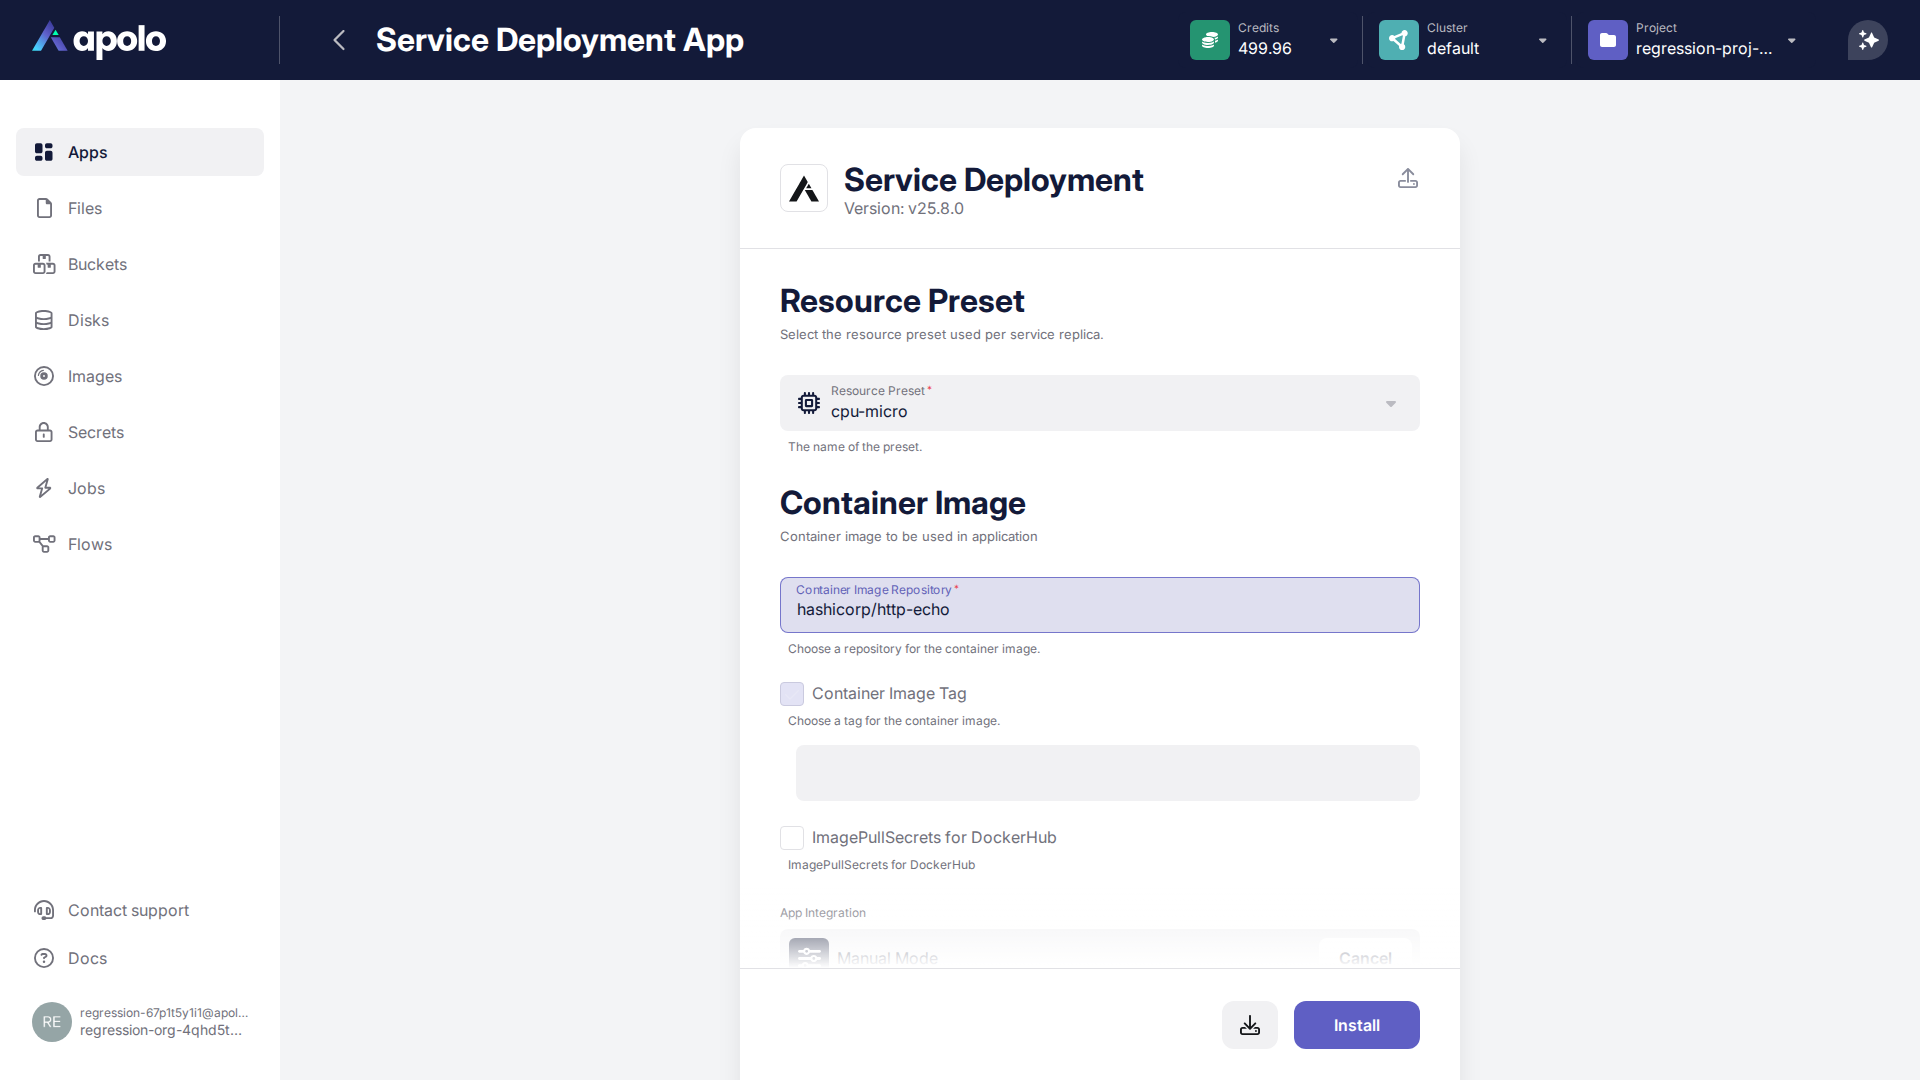 apolo
Service Deployment App
Credits
499.96
Cluster
default
Project
regression-proj-...
Apps
Files
Buckets
Disks
Images
Secrets
Jobs
Flows
Contact support
Docs
RE
regression-67p1t5y1i1@apol...
regression-org-4qhd5t...
Service Deployment
Version: v25.8.0
Resource Preset
Select the resource preset used per service replica.
Resource Preset*
cpu-micro
The name of the preset.
Container Image
Container image to be used in application
Container Image Repository*
hashicorp/http-echo
Choose a repository for the container image.
Container Image Tag
Choose a tag for the container image.
ImagePullSecrets for DockerHub
ImagePullSecrets for DockerHub
App Integration
Manual Mode
Cancel
Install